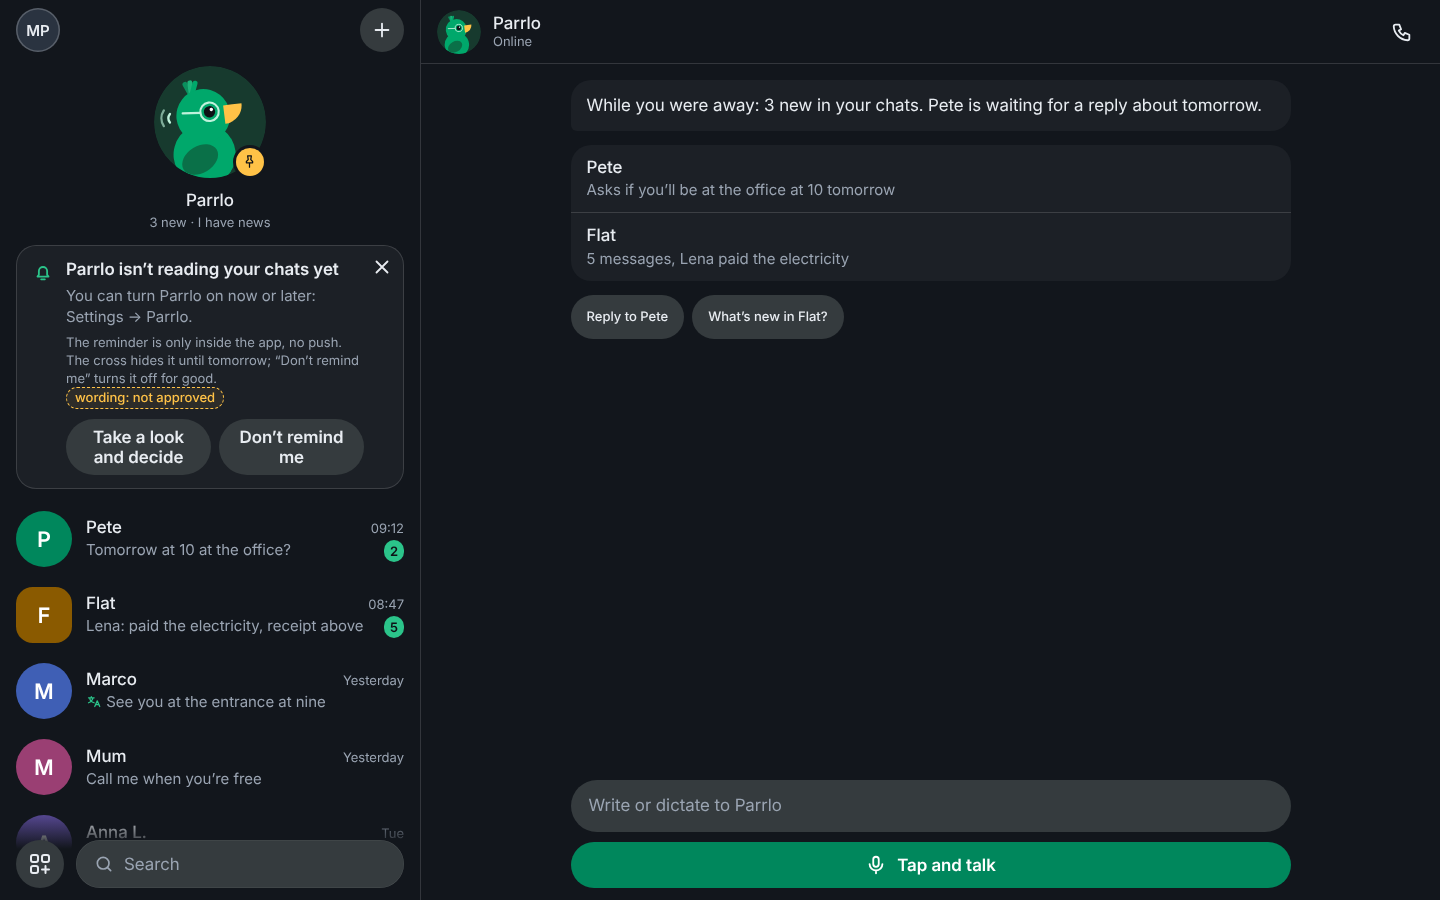 MP
Parrlo
3 new · I have news
Parrlo isn’t reading your chats yet
You can turn Parrlo on now or later:
Settings → Parrlo.
The reminder is only inside the app, no push.
The cross hides it until tomorrow; “Don’t remind
me” turns it off for good.
wording: not approved
Take a look
and decide
Don’t remind
me
P
Pete
09:12
Tomorrow at 10 at the office?
2
F
Flat
08:47
Lena: paid the electricity, receipt above
5
M
Marco
Yesterday
See you at the entrance at nine
M
Mum
Yesterday
Call me when you’re free
Anna L.
Tue
Search
Parrlo
Online
While you were away: 3 new in your chats. Pete is waiting for a reply about tomorrow.
Pete
Asks if you’ll be at the office at 10 tomorrow
Flat
5 messages, Lena paid the electricity
Reply to Pete
What’s new in Flat?
Write or dictate to Parrlo
Tap and talk